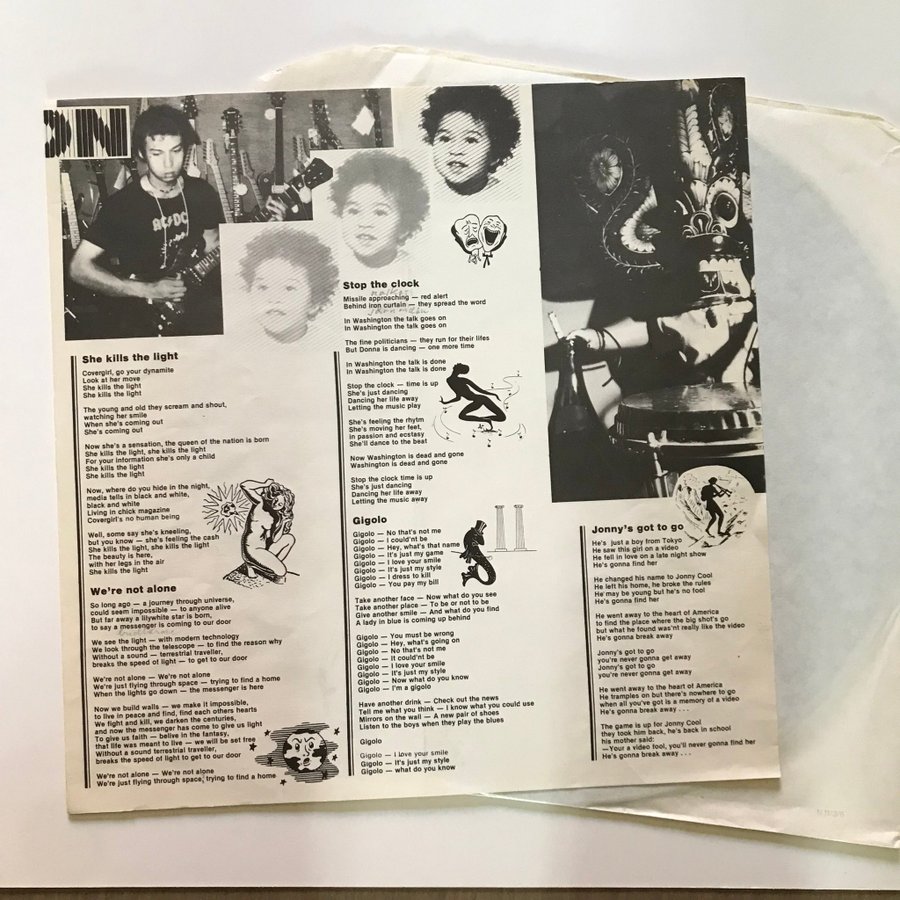 AC/DC
She kills the light
Covergirl, go your dynamite
Look at her move
She kills the light
She kills the light
The young and old they scream and shout,
watching her smile
When she's coming out
She's coming out
Now she's a sensation, the queen of the nation is born
She kills the light, she kills the light
For your information she's only a child
She kills the light
She kills the light
Now, where do you hide in the night,
media tells in black and white,
black and white
Living in chick magazine
Covergirl's no human being
Well, some say she's kneeling,
but you know — she's feeling the cash
She kills the light, she kills the light
The beauty is here,
with her legs in the air
She kills the light
We're not alone
So long ago — a journey through universe,
could seem impossible — to anyone alive
But far away a lilywhite star is born,
to say a messenger is coming to our door
We see the light — with modern technology
We look through the telescope — to find the reason why
Without a sound — terrestrial traveller,
breaks the speed of light — to get to our door
We're not alone — We're not alone
We're just flying through space — trying to find a home
When the lights go down — the messenger is here
Now we build walls — we make it impossible,
to live in peace and find, find each others hearts
We fight and kill, we darken the centuries,
and now the messenger has come to give us light
To give us faith — belive in the fantasy,
that life was meant to live — we will be set free
Without a sound — terrestrial traveller,
breaks the speed of light — to get to our door
We're not alone — We're not alone
We're just flying through space, trying to find a home
Stop the clock
Missile approaching — red alert
Behind iron curtain — they spread the word
In Washington the talk goes on
In Washington the talk goes on
The fine politicians — they run for their lifes
But Donna is dancing — one more time
In Washington the talk is done
In Washington the talk is done
Stop the clock — time is up
She's just dancing
Dancing her life away
Letting the music play
She's feeling the rhytm
She's moving her feet,
in passion and ecstasy
She'll dance to the beat
Now Washington is dead and gone
Washington is dead and gone
Stop the clock time is up
She's just dancing
Dancing her life away
Letting the music away
Gigolo
Gigolo — No that's not me
Gigolo — I could'nt be
Gigolo — Hey, what's that name
Gigolo — It's just my game
Gigolo — I love your smile
Gigolo — It's just my style
Gigolo — I dress to kill
Gigolo — You pay my bill
Take another face — Now what do you see
Take another place — To be or not to be
Give another smile — And what do you find
A lady in blue is coming up behind
Gigolo — You must be wrong
Gigolo — Hey, what's going on
Gigolo — No that's not me
Gigolo — It could'nt be
Gigolo — I love your smile
Gigolo — It's just my style
Gigolo — Now what do you know
Gigolo — I'm a gigolo
Have another drink — Check out the news
Tell me what you think — I know what you could use
Mirrors on the wall — A new pair of shoes
Listen to the boys when they play the blues
Gigolo
Gigolo — I love your smile
Gigolo — It's just my style
Gigolo — what do you know
Jonny's got to go
He's just a boy from Tokyo
He saw this girl on a video
He fell in love on a late night show
He's gonna find her
He changed his name to Jonny Cool
He left his home, he broke the rules
He may be young but he's no fool
He's gonna find her
He went away to the heart of America
to find the place where the big shot's go
but what he found was'nt really like the video
He's gonna break away
Jonny's got to go
you're never gonna get away
Jonny's got to go
you never gonna get away
He went away to the heart of America
He tramples on but there's nowhere to go
when all you've got is a memory of a video
He's gonna break away . . .
The game is up for Jonny Cool
they took him back, he's back in school
his mother said:
—Your a video fool, you'll never gonna find her
He's gonna break away . . .